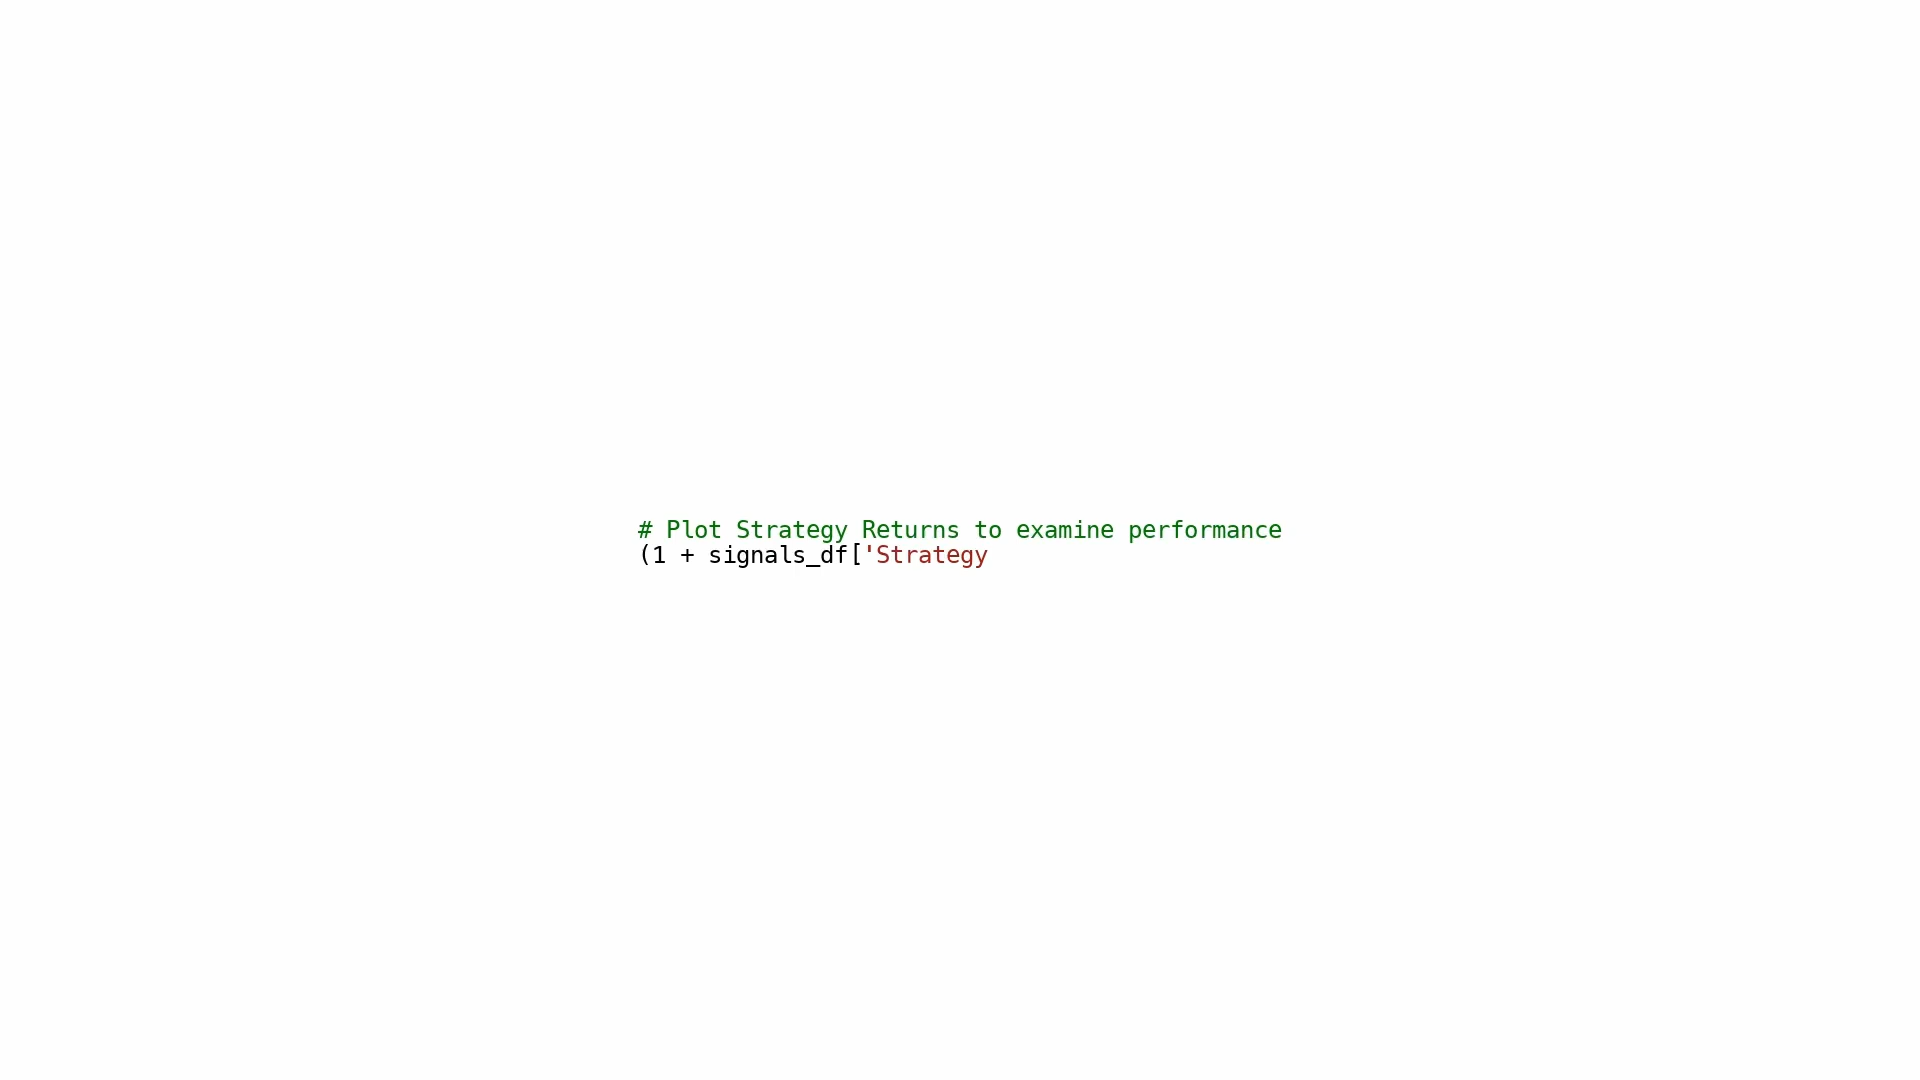 # Plot Strategy Returns to examine performance
(1 + signals_df['Strategy